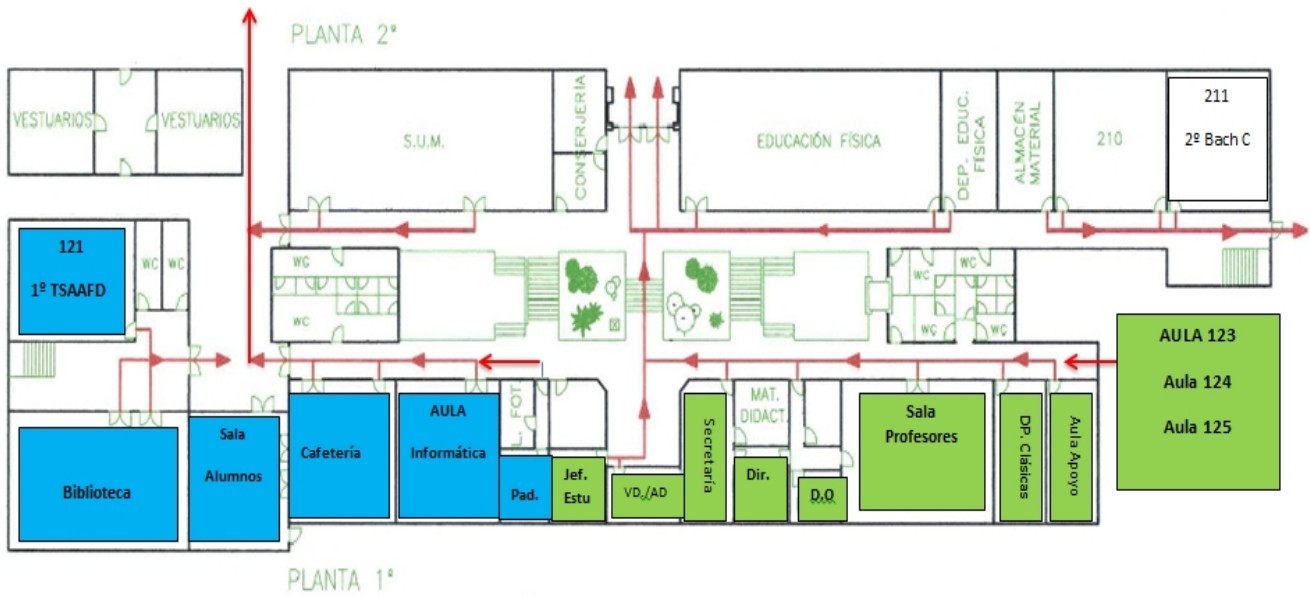 PLANTA 2ª
VESTUARIOS
VESTUARIOS
S.U.M.
CONSERJERIA
EDUCACIÓN FÍSICA
DEP. EDUC.
FÍSICA
ALMACÉN
MATERIAL
210
211
2º Bach C
121
1º TSAAFD
WC
WC
WC
WC
WC
WC
WC
WC
AULA 123
Aula 124
Aula 125
Biblioteca
Sala
Alumnos
Cafetería
AULA
Informática
L. FOT.
Pad.
Jef.
Estu
VD./AD
Secretaría
MAT.
DIDACT.
Dir.
D.O
Sala
Profesores
DP. Clásicas
Aula Apoyo
PLANTA 1ª